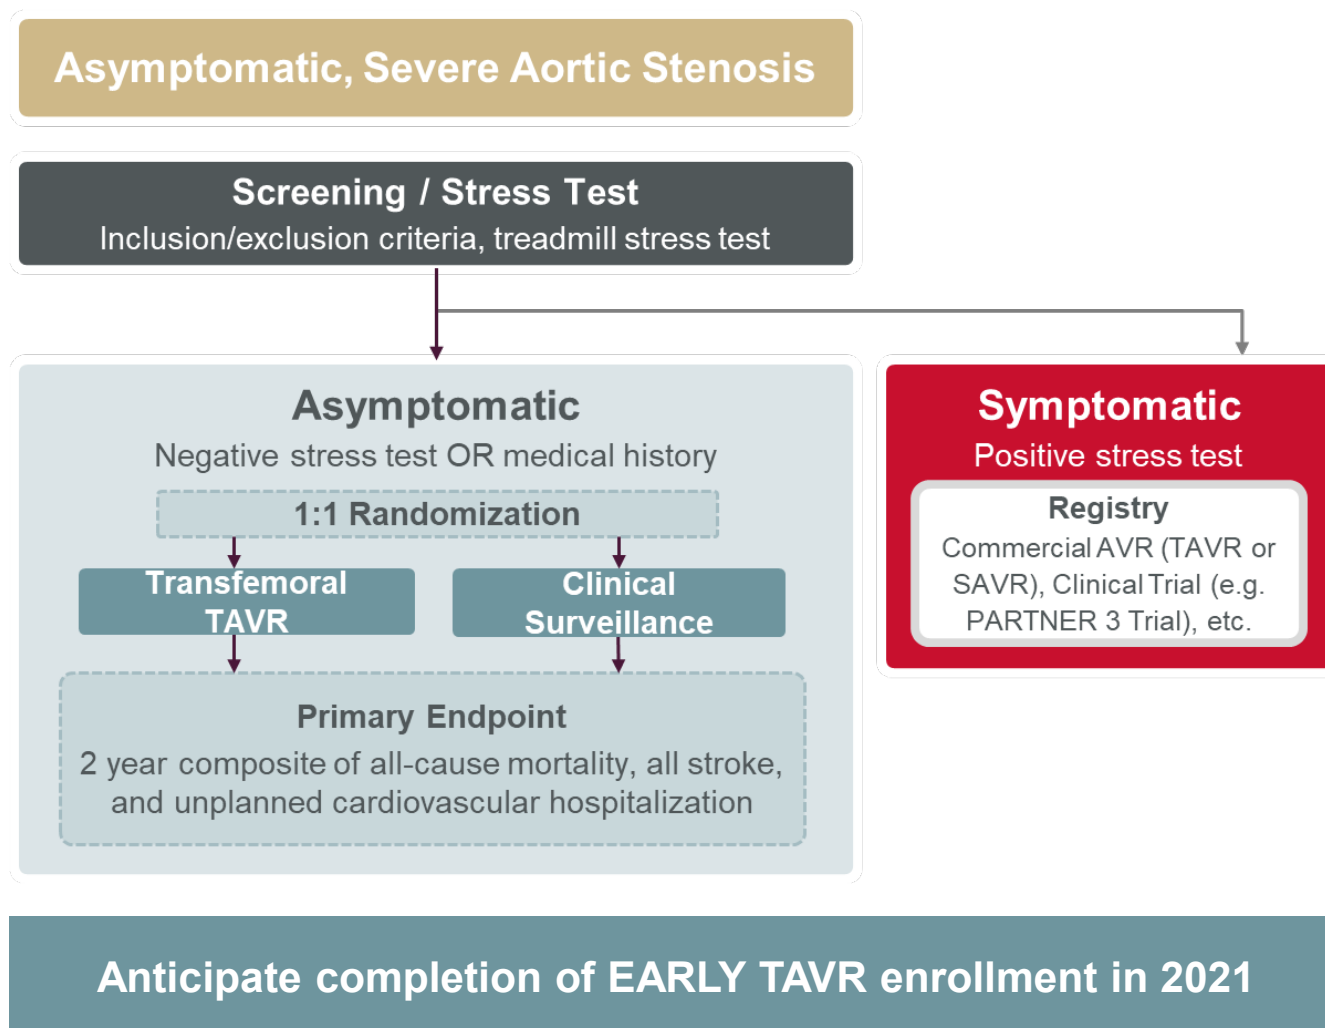 Asymptomatic, Severe Aortic Stenosis
Screening / Stress Test
Inclusion/exclusion criteria, treadmill stress test
Asymptomatic
Negative stress test OR medical history
1:1 Randomization
Transfemoral
TAVR
Clinical
Surveillance
Primary Endpoint
2 year composite of all-cause mortality, all stroke,
and unplanned cardiovascular hospitalization
Symptomatic
Positive stress test
Registry
Commercial AVR (TAVR or
SAVR), Clinical Trial (e.g.
PARTNER 3 Trial), etc.
Anticipate completion of EARLY TAVR enrollment in 2021